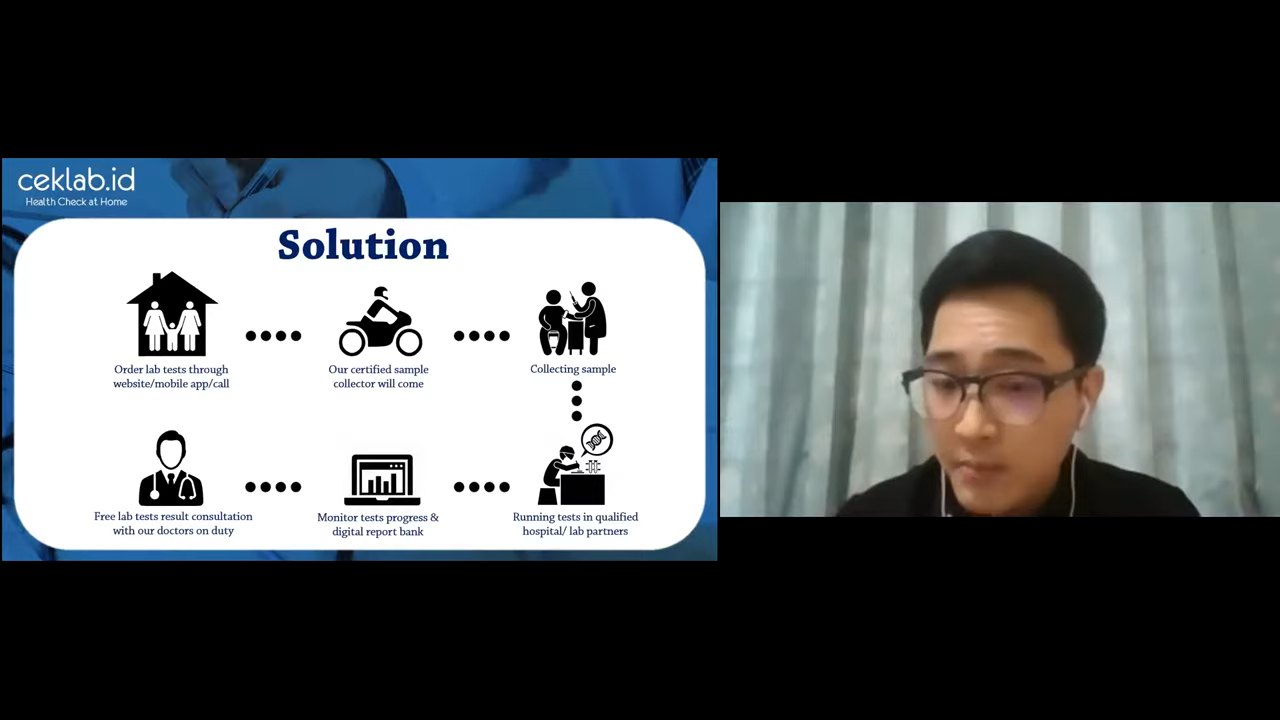 ceklab.id
Health Check at Home
Solution
Order lab tests through
website/mobile app/call
Our certified sample
collector will come
Collecting sample
Free lab tests result consultation
with our doctors on duty
Monitor tests progress &
digital report bank
Running tests in qualified
hospital/ lab partners